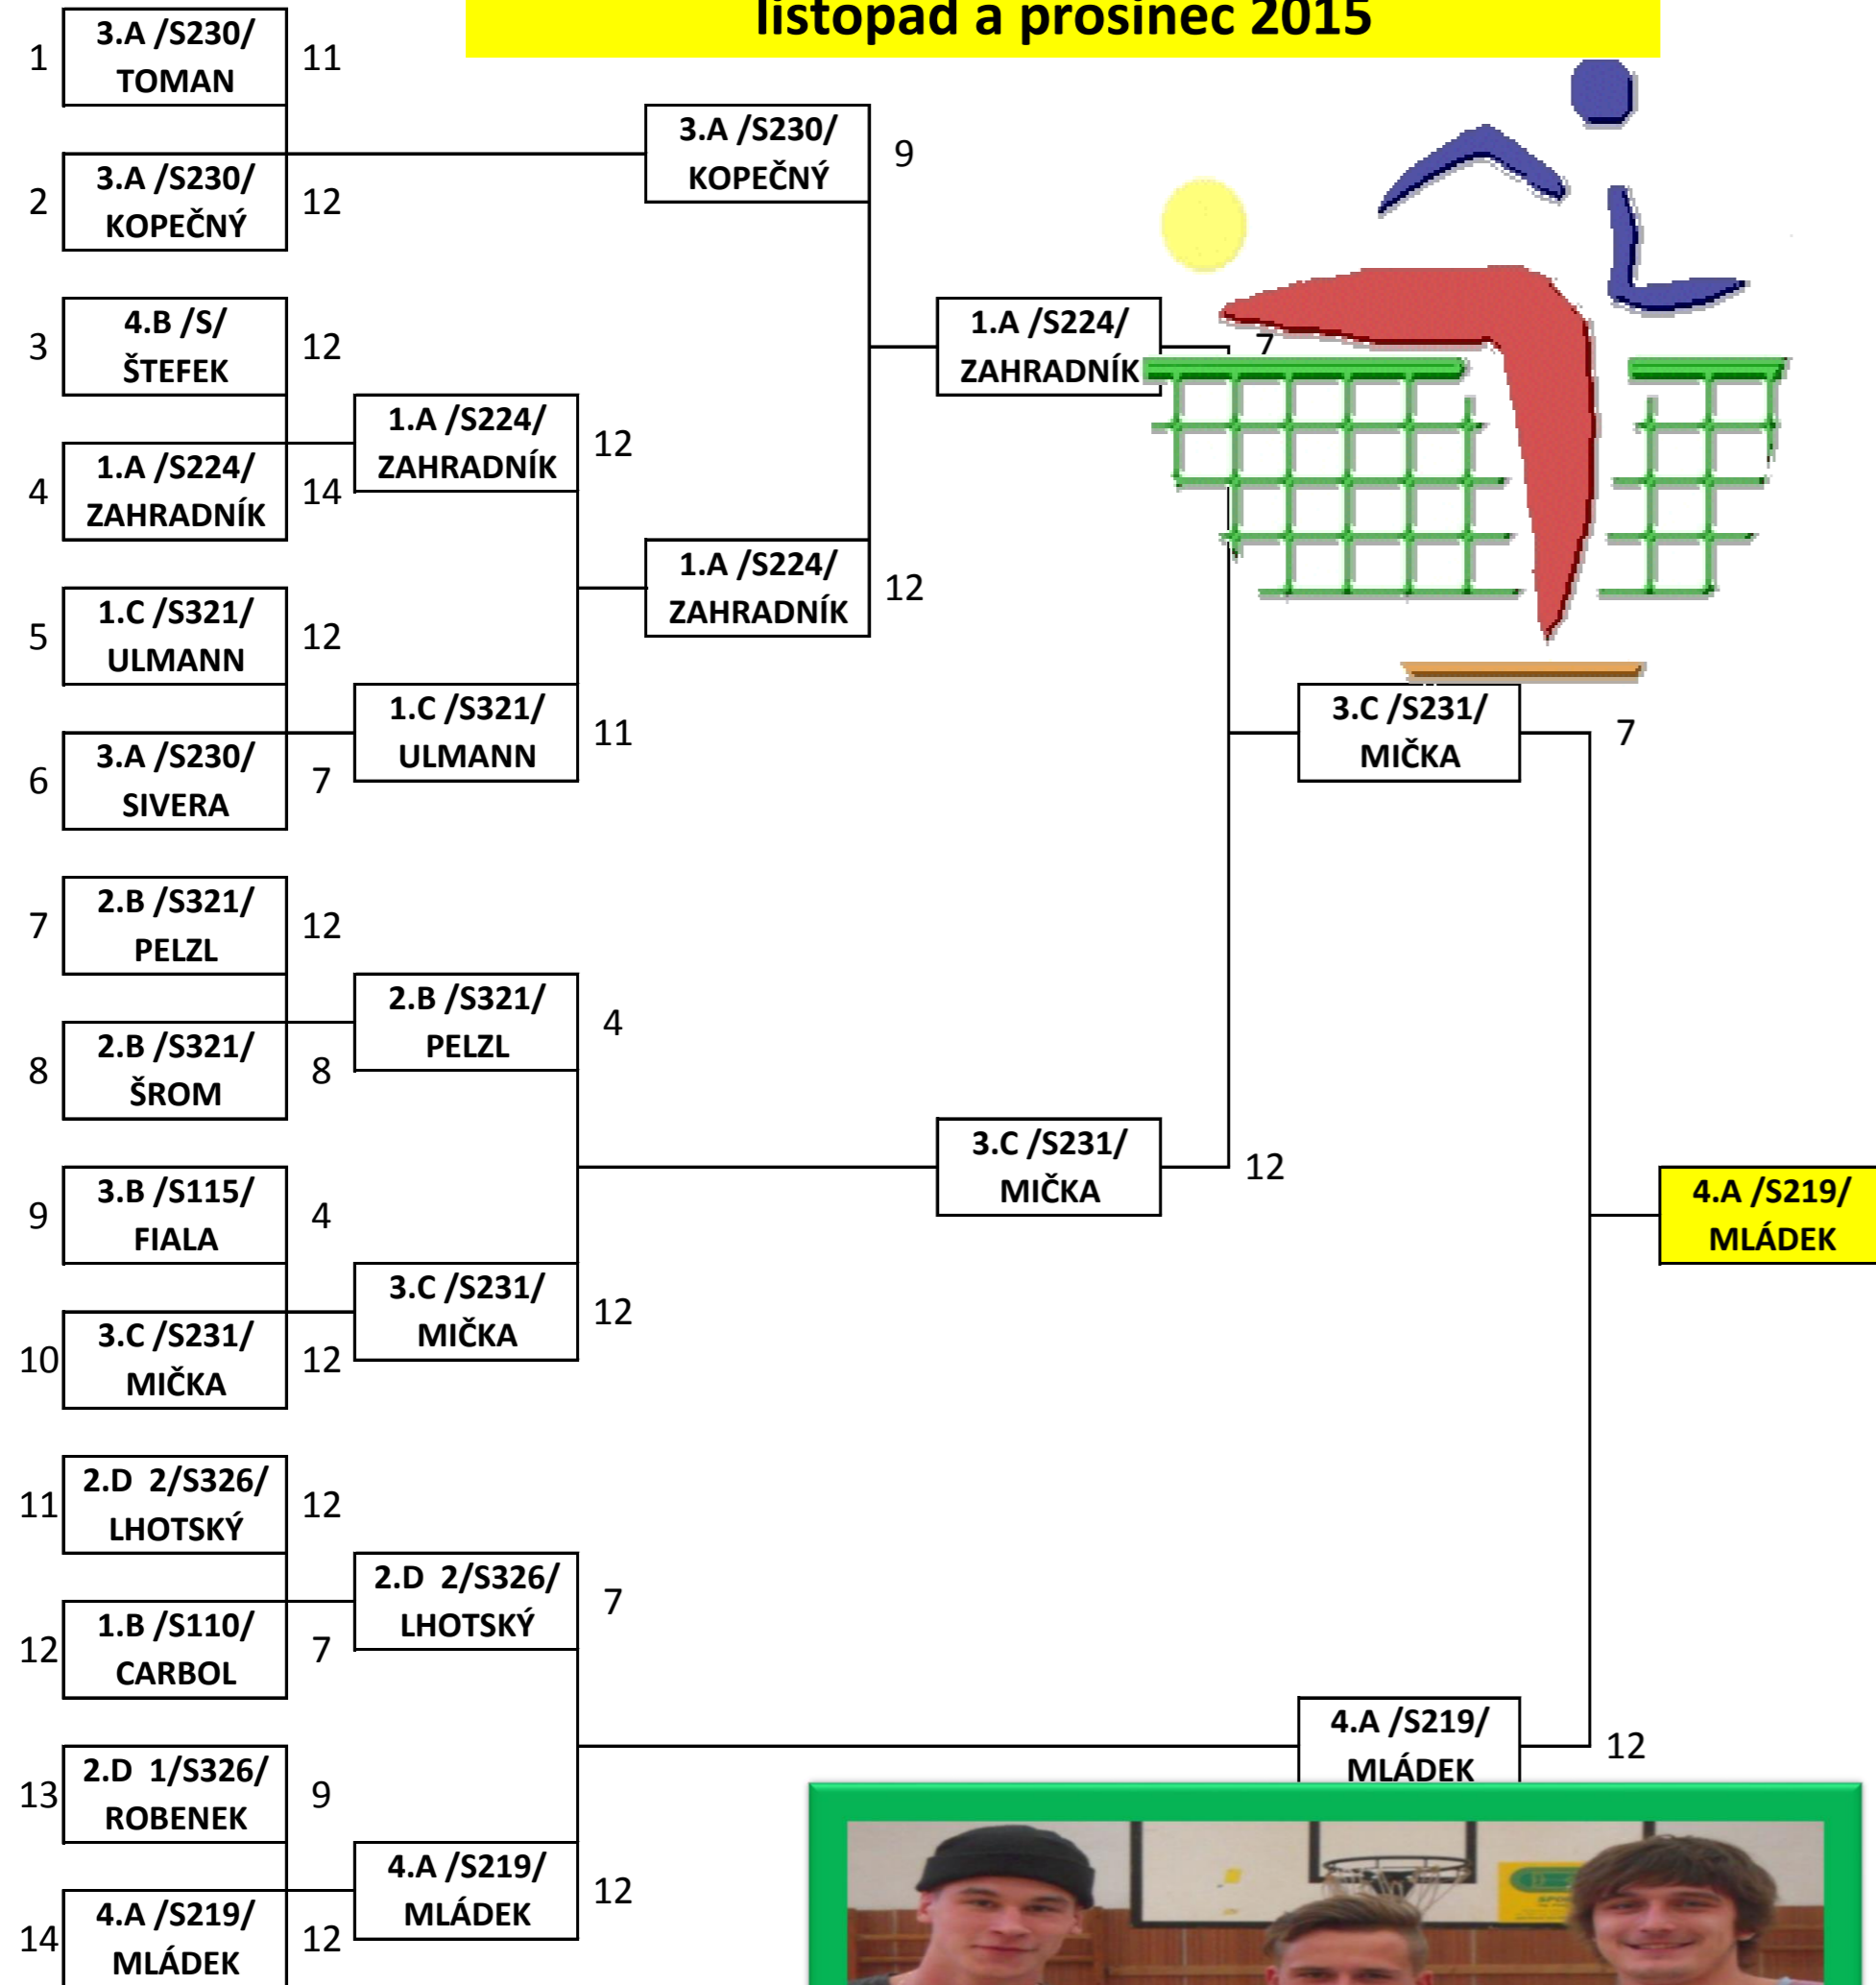 listopad a prosinec 2015
1
3.A /S230/
TOMAN
11
2
3.A /S230/
KOPEČNÝ
12
3.A /S230/
KOPEČNÝ
9
3
4.B /S/
ŠTEFEK
12
4
1.A /S224/
ZAHRADNÍK
14
1.A /S224/
ZAHRADNÍK
12
1.A /S224/
ZAHRADNÍK
7
5
1.C /S321/
ULMANN
12
6
3.A /S230/
SIVERA
7
1.C /S321/
ULMANN
11
1.A /S224/
ZAHRADNÍK
12
3.C /S231/
MIČKA
7
7
2.B /S321/
PELZL
12
8
2.B /S321/
ŠROM
8
2.B /S321/
PELZL
4
9
3.B /S115/
FIALA
4
10
3.C /S231/
MIČKA
12
3.C /S231/
MIČKA
12
3.C /S231/
MIČKA
12
4.A /S219/
MLÁDEK
11
2.D  2/S326/
LHOTSKÝ
12
12
1.B /S110/
CARBOL
7
2.D  2/S326/
LHOTSKÝ
7
13
2.D  1/S326/
ROBENEK
9
14
4.A /S219/
MLÁDEK
12
4.A /S219/
MLÁDEK
12
4.A /S219/
MLÁDEK
12